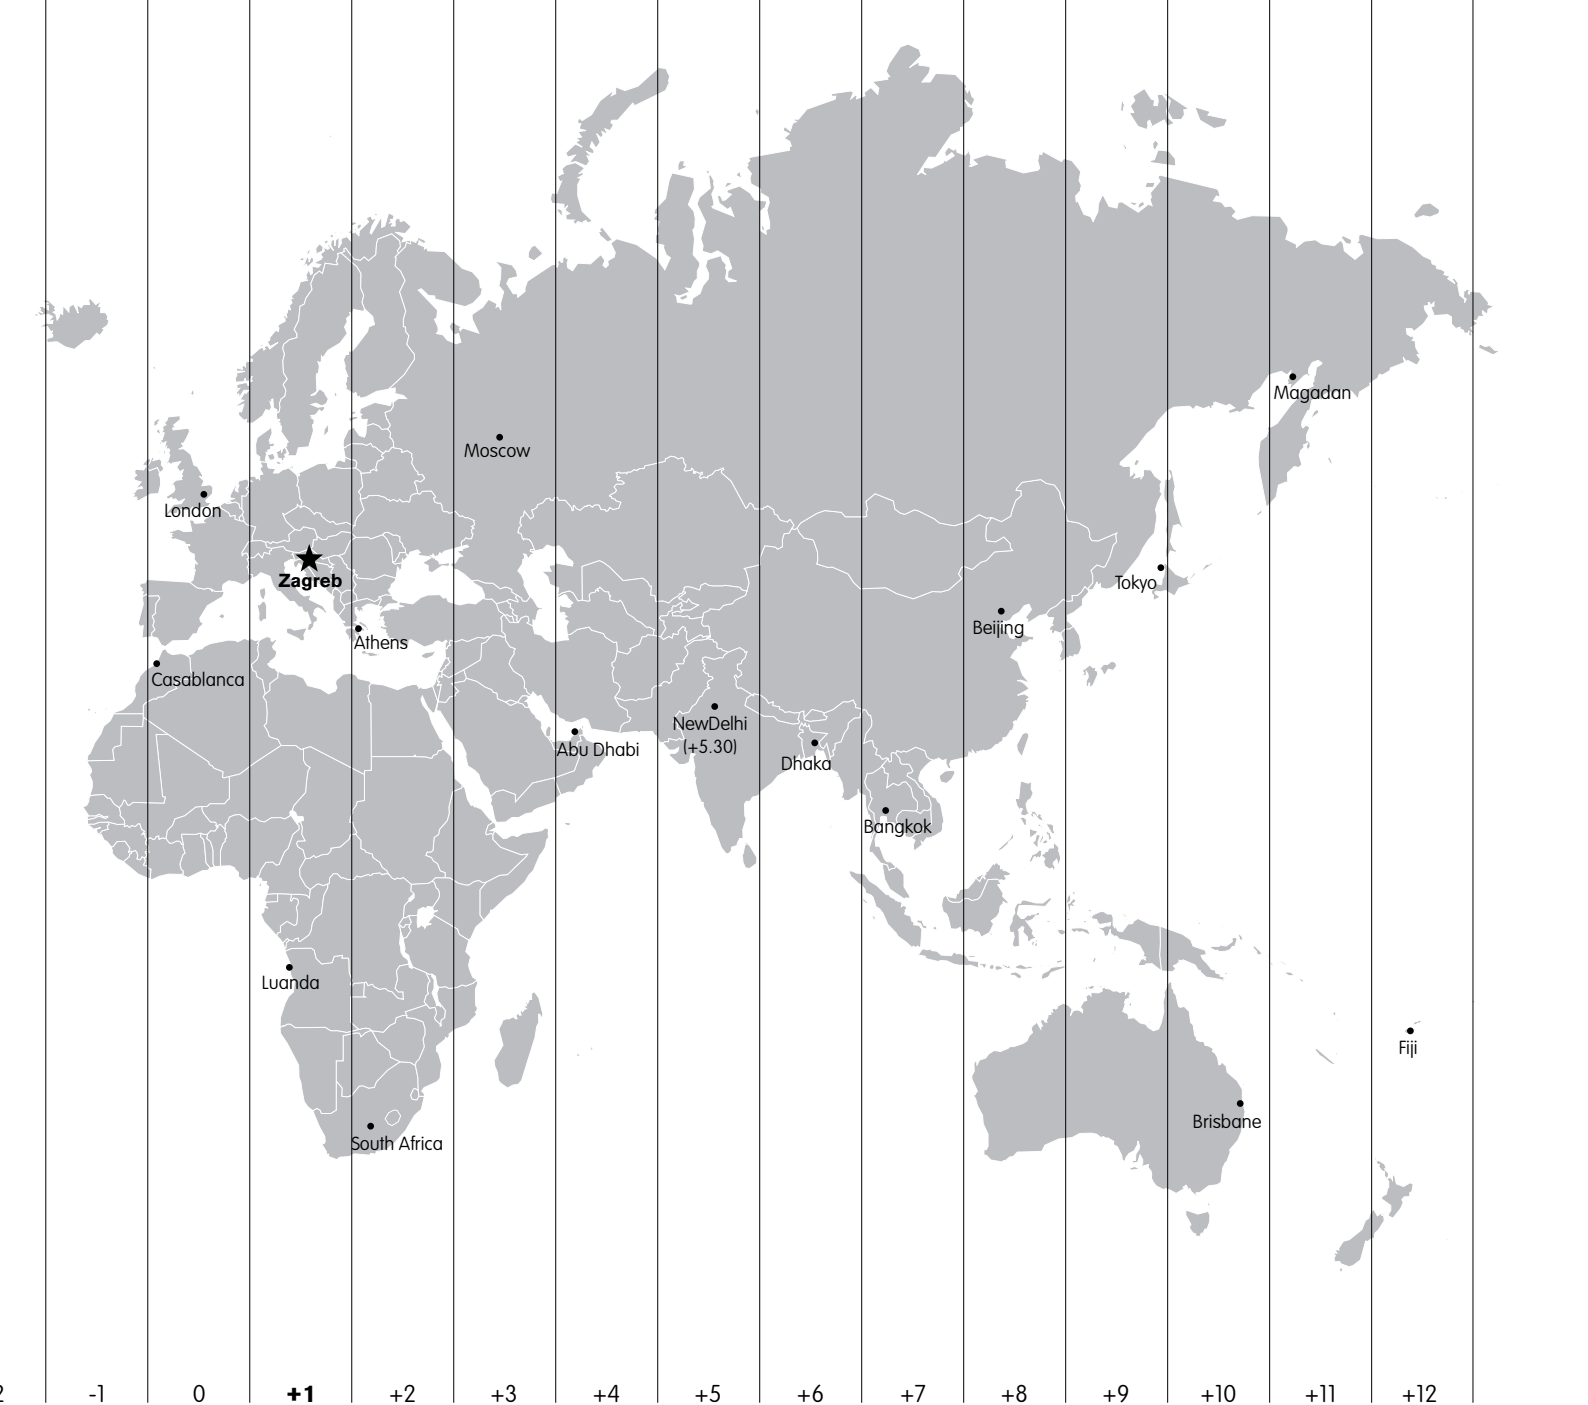 Magadan
Moscow
London
Zagreb
Tokyo
Beijing
Athens
Casablanca
NewDelhi
(+5.30)
Abu Dhabi
Dhaka
Bangkok
Luanda
Fiji
Brisbane
South Africa
2 -1 0 +1 +2 +3 +4 +5 +6 +7 +8 +9 +10 +11 +12